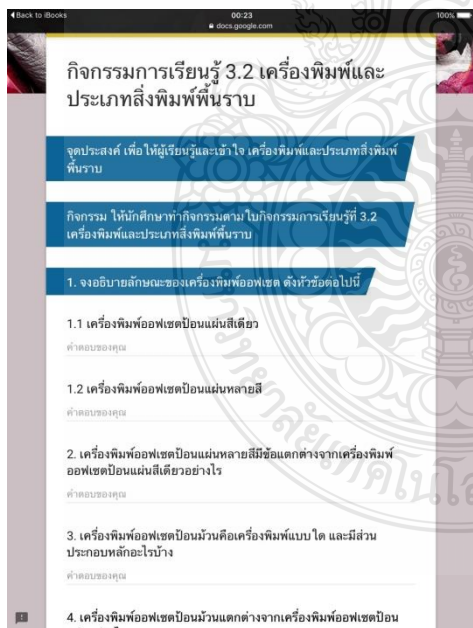 Back to iBooks
00:23
100%
docs.google.com
กิจกรรมการเรียนรู้ 3.2 เครื่องพิมพ์และ
ประเภทสิ่งพิมพ์พื้นราบ
จุดประสงค์ เพื่อให้ผู้เรียนรู้และเข้าใจ เครื่องพิมพ์และประเภทสิ่งพิมพ์
พื้นราบ
กิจกรรม ให้นักศึกษาทำกิจกรรมตามใบกิจกรรมการเรียนรู้ที่ 3.2
เครื่องพิมพ์และประเภทสิ่งพิมพ์พื้นราบ
1. จงอธิบายลักษณะของเครื่องพิมพ์ออฟเซต ดังหัวข้อต่อไปนี้
1.1 เครื่องพิมพ์ออฟเซตป้อนแผ่นสีเดียว
คำตอบของคุณ
1.2 เครื่องพิมพ์ออฟเซตป้อนแผ่นหลายสี
คำตอบของคุณ
2. เครื่องพิมพ์ออฟเซตป้อนแผ่นหลายสีมีข้อแตกต่างจากเครื่องพิมพ์
ออฟเซตป้อนแผ่นสีเดียวอย่างไร
คำตอบของคุณ
3. เครื่องพิมพ์ออฟเซตป้อนม้วนคือเครื่องพิมพ์แบบใด และมีส่วน
ประกอบหลักอะไรบ้าง
คำตอบของคุณ
4. เครื่องพิมพ์ออฟเซตป้อนม้วนแตกต่างจากเครื่องพิมพ์ออฟเซตป้อน